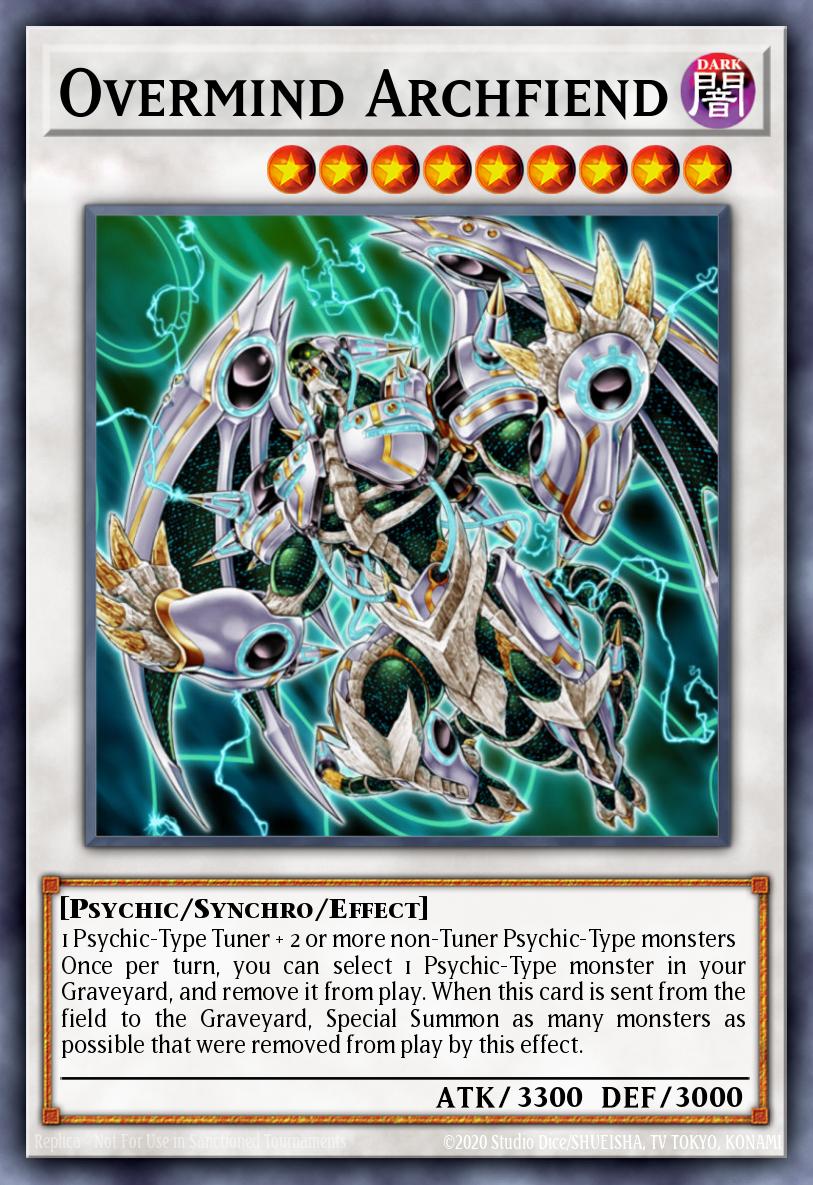 OVERMIND ARCHFIEND
DARK
闇
[PSYCHIC/SYNCHRO/EFFECT]
1 Psychic-Type Tuner + 2 or more non-Tuner Psychic-Type monsters
Once per turn, you can select 1 Psychic-Type monster in your
Graveyard, and remove it from play. When this card is sent from the
field to the Graveyard, Special Summon as many monsters as
possible that were removed from play by this effect.
ATK/3300 DEF/3000
Replica - Not For Use in Sanctioned Tournaments
©2020 Studio Dice/SHUEISHA, TV TOKYO, KONAMI